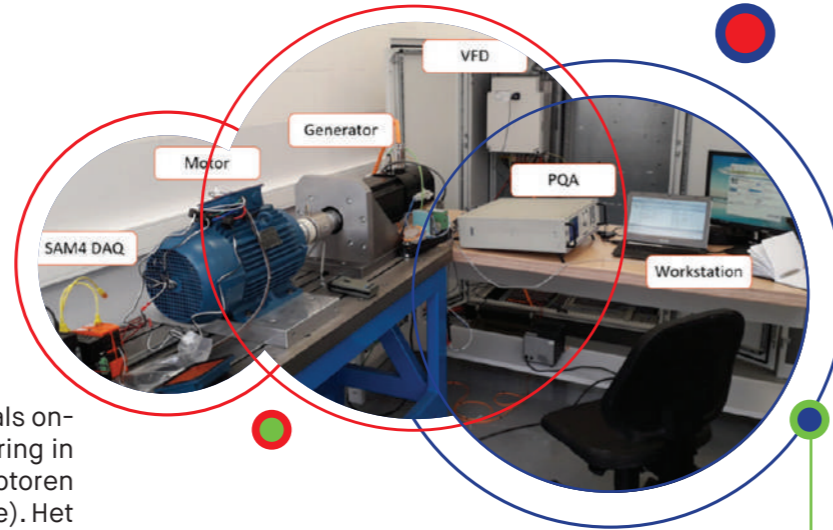 VFD
Generator
Motor
PQA
SAM4 DAQ
Workstation
als on-
ring in
otoren
e). Het